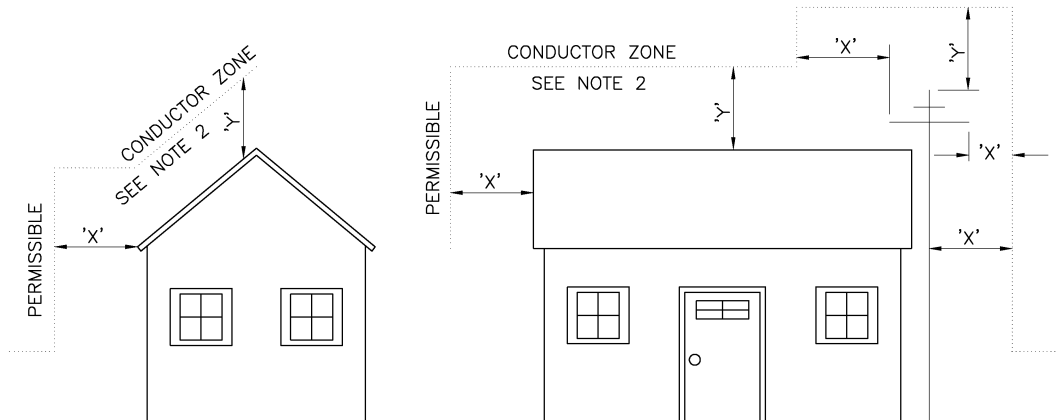 CONDUCTOR ZONE
SEE NOTE 2
'Y'
'X'
PERMISSIBLE
CONDUCTOR ZONE
SEE NOTE 2
PERMISSIBLE
'X'
'Y'
'X'
'Y'
'X'
'X'